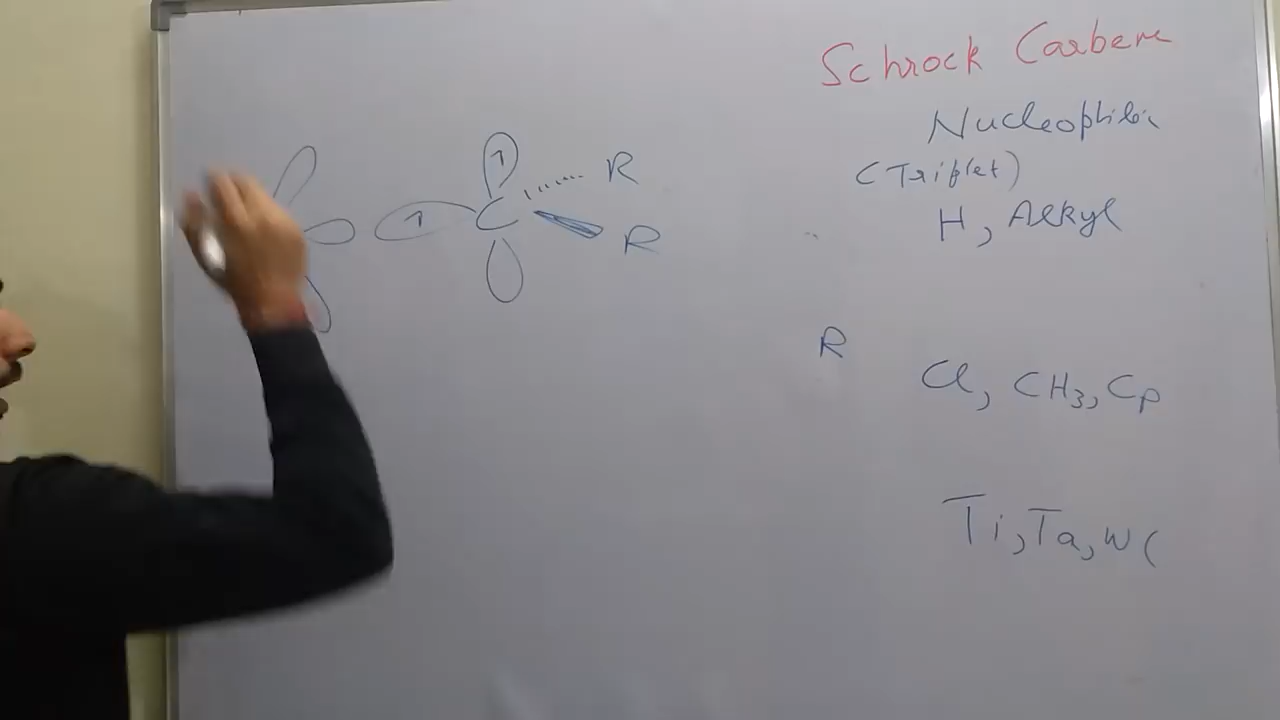 Schrock Carbene
Nucleophilic
(Triplet)
H, Alkyl
↑ R
↑ C R
R
Cl, CH3, Cp
Ti, Ta, W (